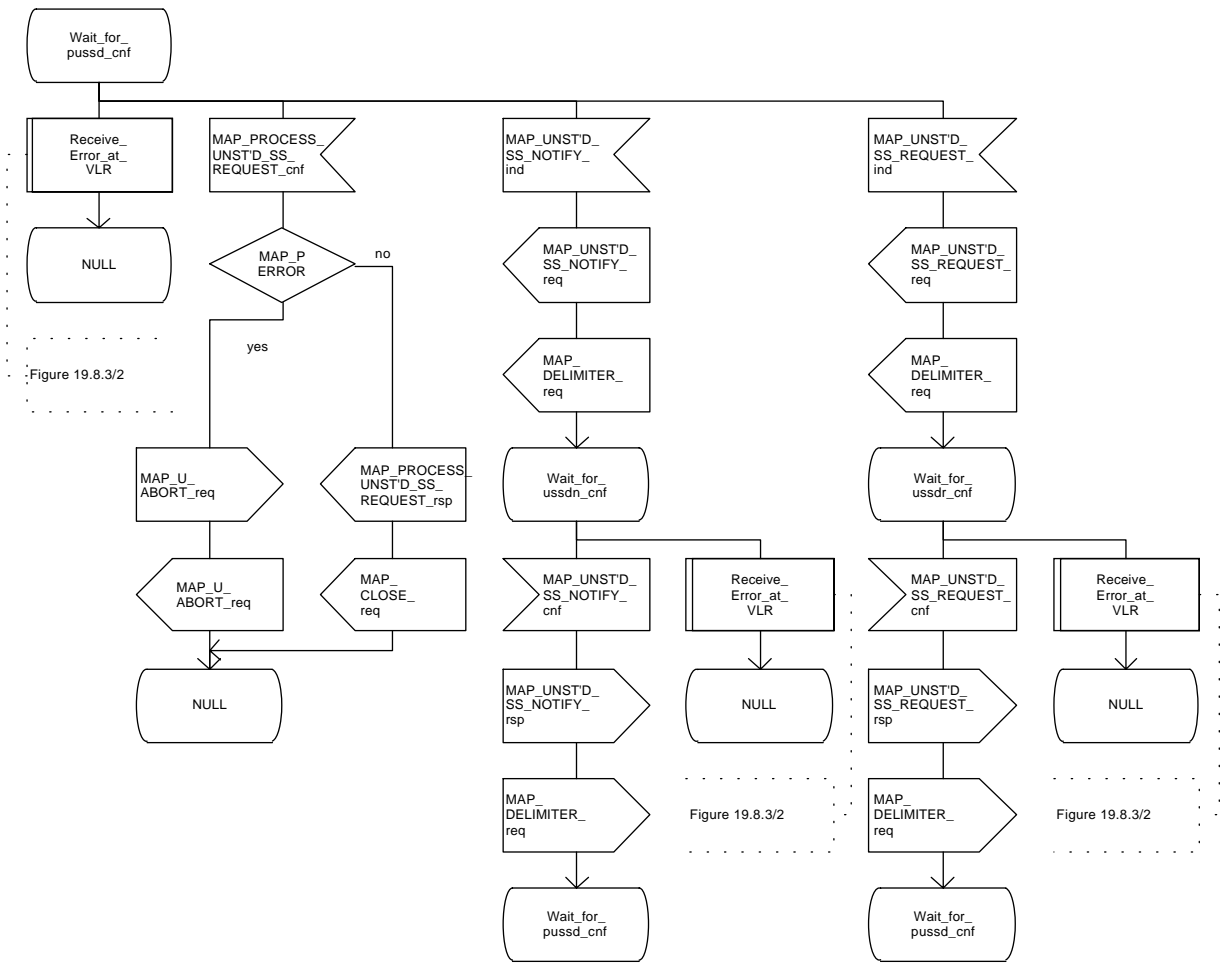 Wait_for_
pussd_cnf
Receive_
Error_at_
VLR
MAP_PROCESS_
UNST'D_SS_
REQUEST_cnf
MAP_UNST'D_
SS_NOTIFY_
ind
MAP_UNST'D_
SS_REQUEST_
ind
NULL
MAP_P
ERROR
no
yes
MAP_UNST'D_
SS_NOTIFY_
req
MAP_UNST'D_
SS_REQUEST_
req
Figure 19.8.3/2
MAP_
DELIMITER_
req
MAP_
DELIMITER_
req
MAP_U_
ABORT_req
MAP_PROCESS_
UNST'D_SS_
REQUEST_rsp
Wait_for_
ussdn_cnf
Wait_for_
ussdr_cnf
MAP_U_
ABORT_req
MAP_
CLOSE_
req
MAP_UNST'D_
SS_NOTIFY_
cnf
Receive_
Error_at_
VLR
MAP_UNST'D_
SS_REQUEST_
cnf
Receive_
Error_at_
VLR
NULL
MAP_UNST'D_
SS_NOTIFY_
rsp
NULL
MAP_UNST'D_
SS_REQUEST_
rsp
NULL
MAP_
DELIMITER_
req
Figure 19.8.3/2
MAP_
DELIMITER_
req
Figure 19.8.3/2
Wait_for_
pussd_cnf
Wait_for_
pussd_cnf